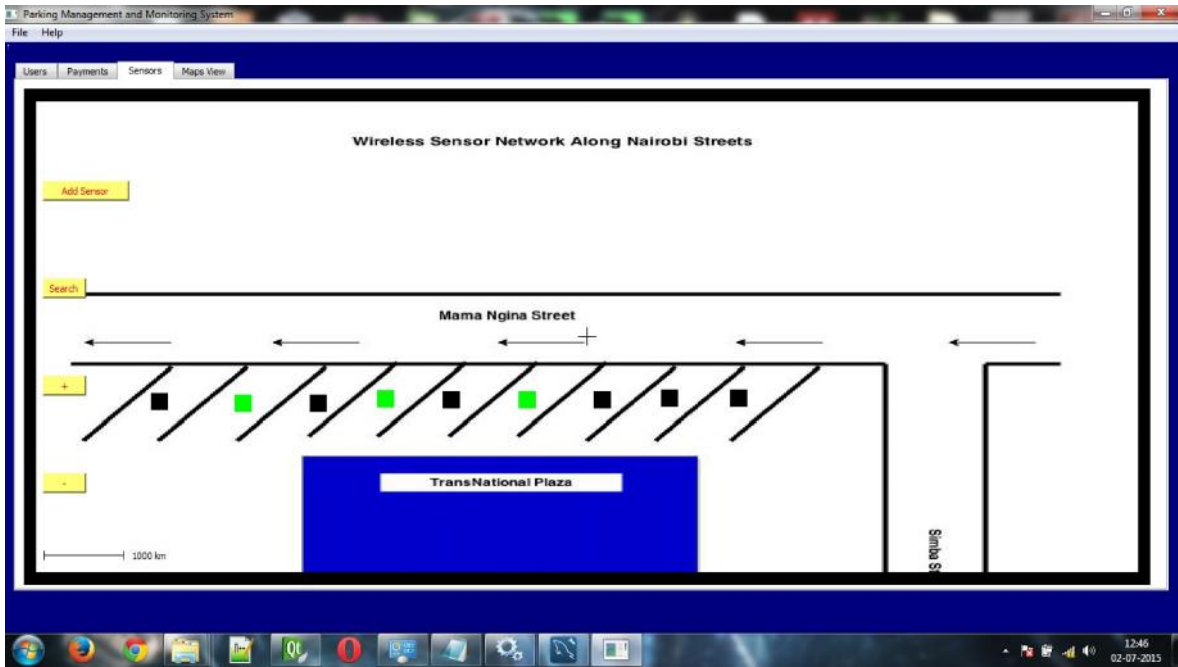 Parking Management and Monitoring System
File Help
Users Payments Sensors Maps View
Wireless Sensor Network Along Nairobi Streets
Add Sensor
Search
Mama Ngina Street
+
-
TransNational Plaza
Simba St
1000 km
12:46
02-07-2015